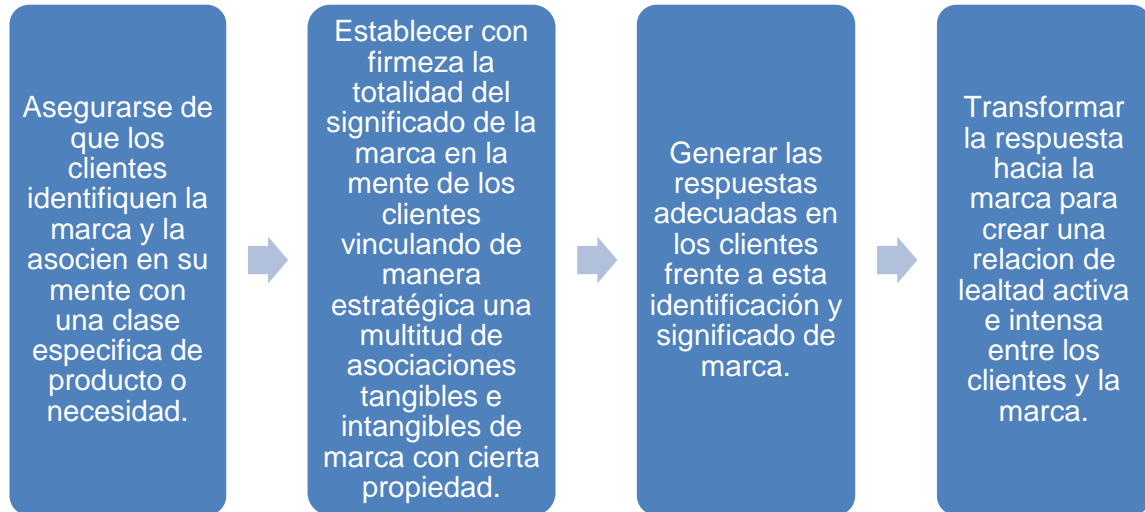 Asegurarse de
que los
clientes
identifiquen la
marca y la
asocien en su
mente con
una clase
especifica de
producto o
necesidad.
Establecer con
firmeza la
totalidad del
significado de la
marca en la
mente de los
clientes
vinculando de
manera
estratégica una
multitud de
asociaciones
tangibles e
intangibles de
marca con cierta
propiedad.
Generar las
respuestas
adecuadas en
los clientes
frente a esta
identificación y
significado de
marca.
Transformar
la respuesta
hacia la
marca para
crear una
relacion de
lealtad activa
e intensa
entre los
clientes y la
marca.